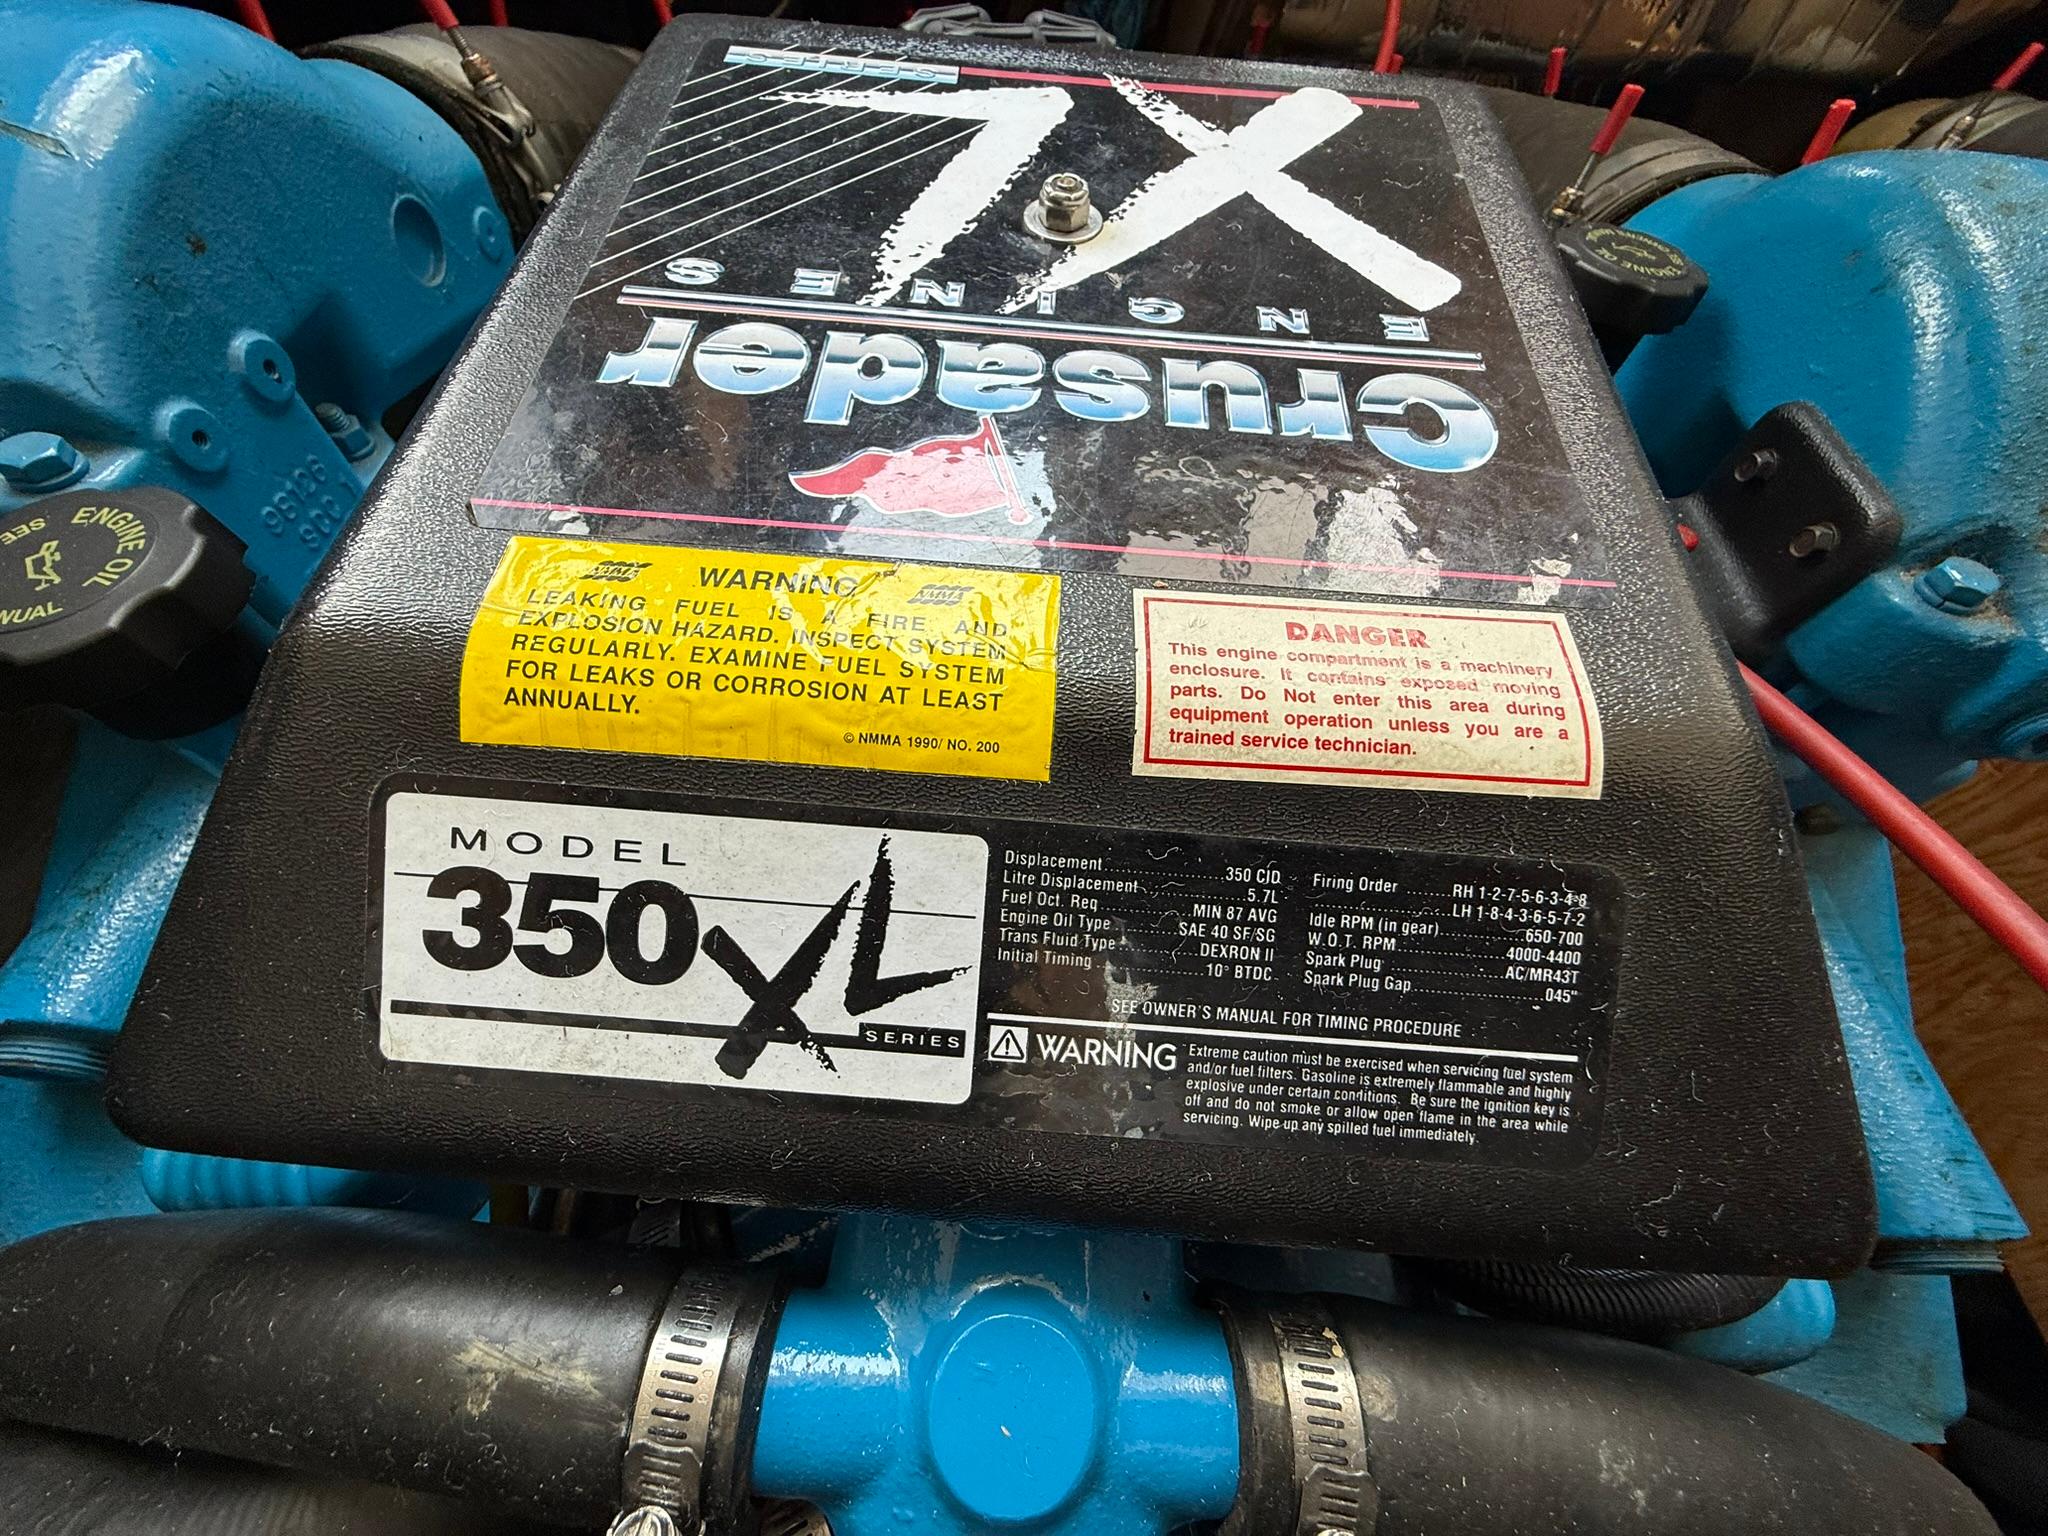 SERIES
XL
ENGINES
Crusader
ENGINE OIL
SEE
NUAL
98126
SDC 1
ENGINE OIL
NMMA WARNING NMMA
LEAKING FUEL IS A FIRE AND
EXPLOSION HAZARD. INSPECT SYSTEM
REGULARLY. EXAMINE FUEL SYSTEM
FOR LEAKS OR CORROSION AT LEAST
ANNUALLY.
© NMMA 1990/ NO. 200
DANGER
This engine compartment is a machinery
enclosure. It contains exposed moving
parts. Do Not enter this area during
equipment operation unless you are a
trained service technician.
MODEL
350 XL
SERIES
Displacement 350 CID
Litre Displacement 5.7L
Fuel Oct. Req MIN 87 AVG
Engine Oil Type SAE 40 SF/SG
Trans Fluid Type DEXRON II
Initial Timing 10° BTDC
Firing Order RH 1-2-7-5-6-3-4-8
LH 1-8-4-3-6-5-7-2
Idle RPM (in gear) 650-700
W.O.T. RPM 4000-4400
Spark Plug AC/MR43T
Spark Plug Gap .045"
SEE OWNER'S MANUAL FOR TIMING PROCEDURE
WARNING
Extreme caution must be exercised when servicing fuel system
and/or fuel filters. Gasoline is extremely flammable and highly
explosive under certain conditions. Be sure the ignition key is
off and do not smoke or allow open flame in the area while
servicing. Wipe up any spilled fuel immediately.